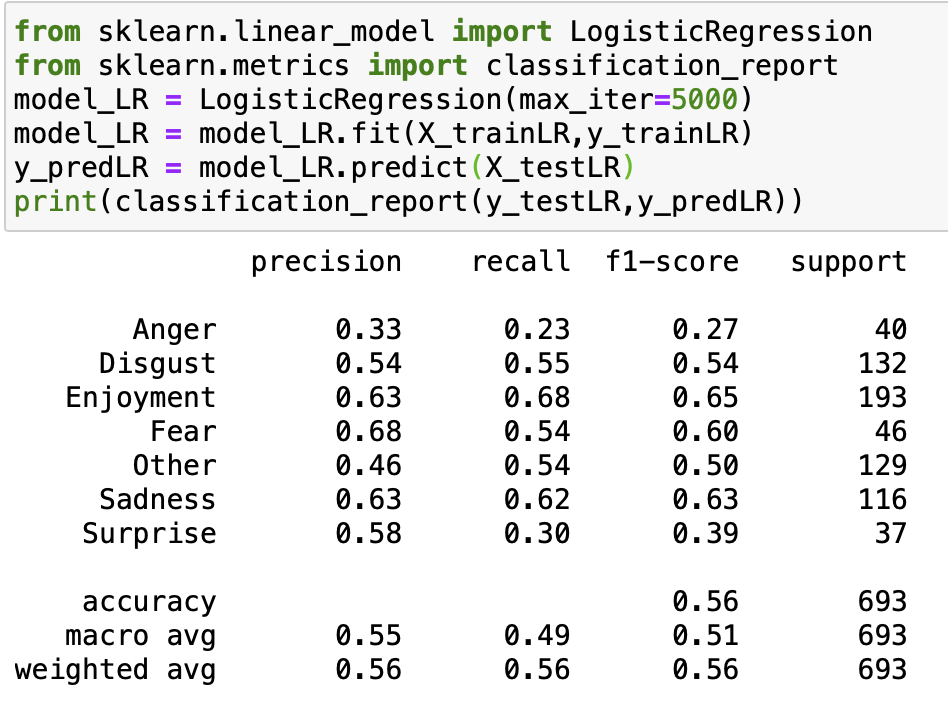 from sklearn.linear_model import LogisticRegression
from sklearn.metrics import classification_report
model_LR = LogisticRegression(max_iter=5000)
model_LR = model_LR.fit(X_trainLR,y_trainLR)
y_predLR = model_LR.predict(X_testLR)
print(classification_report(y_testLR,y_predLR))
precision recall f1-score support
Anger 0.33 0.23 0.27 40
Disgust 0.54 0.55 0.54 132
Enjoyment 0.63 0.68 0.65 193
Fear 0.68 0.54 0.60 46
Other 0.46 0.54 0.50 129
Sadness 0.63 0.62 0.63 116
Surprise 0.58 0.30 0.39 37
accuracy 0.56 693
macro avg 0.55 0.49 0.51 693
weighted avg 0.56 0.56 0.56 693